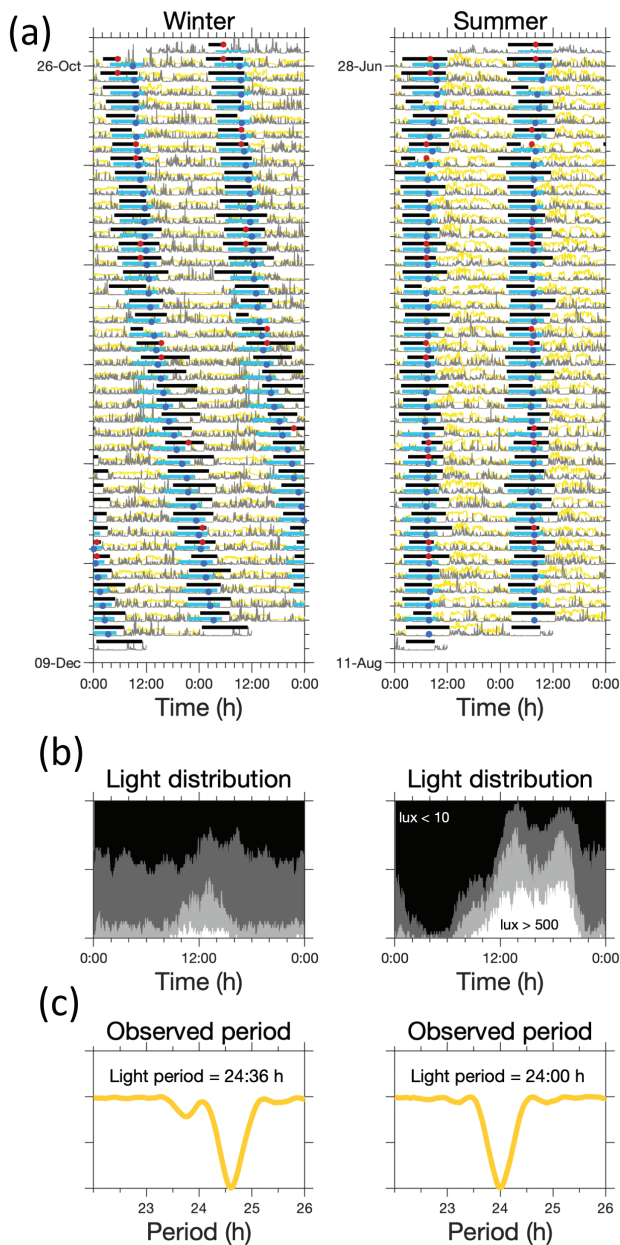 (a)
Winter
Summer
26-Oct
28-Jun
09-Dec
11-Aug
0:00 12:00 0:00 12:00 0:00
0:00 12:00 0:00 12:00 0:00
Time (h)
Time (h)
(b)
Light distribution
Light distribution
lux < 10
lux > 500
0:00 12:00 0:00
0:00 12:00 0:00
Time (h)
Time (h)
(c)
Observed period
Observed period
Light period = 24:36 h
Light period = 24:00 h
23 24 25 26
23 24 25 26
Period (h)
Period (h)